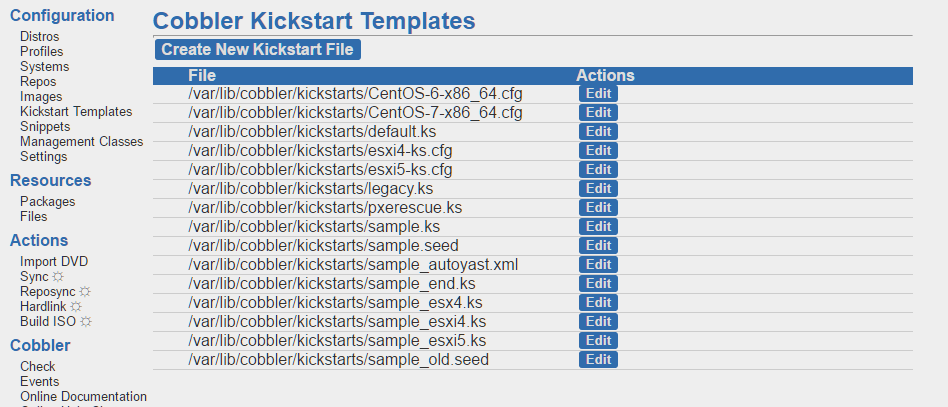 Configuration
Distros
Profiles
Systems
Repos
Images
Kickstart Templates
Snippets
Management Classes
Settings
Resources
Packages
Files
Actions
Import DVD
Sync
Reposync
Hardlink
Build ISO
Cobbler
Check
Events
Online Documentation
Cobbler Kickstart Templates
Create New Kickstart File
File Actions
/var/lib/cobbler/kickstarts/CentOS-6-x86_64.cfg Edit
/var/lib/cobbler/kickstarts/CentOS-7-x86_64.cfg Edit
/var/lib/cobbler/kickstarts/default.ks Edit
/var/lib/cobbler/kickstarts/esxi4-ks.cfg Edit
/var/lib/cobbler/kickstarts/esxi5-ks.cfg Edit
/var/lib/cobbler/kickstarts/legacy.ks Edit
/var/lib/cobbler/kickstarts/pxerescue.ks Edit
/var/lib/cobbler/kickstarts/sample.ks Edit
/var/lib/cobbler/kickstarts/sample.seed Edit
/var/lib/cobbler/kickstarts/sample_autoyast.xml Edit
/var/lib/cobbler/kickstarts/sample_end.ks Edit
/var/lib/cobbler/kickstarts/sample_esx4.ks Edit
/var/lib/cobbler/kickstarts/sample_esxi4.ks Edit
/var/lib/cobbler/kickstarts/sample_esxi5.ks Edit
/var/lib/cobbler/kickstarts/sample_old.seed Edit